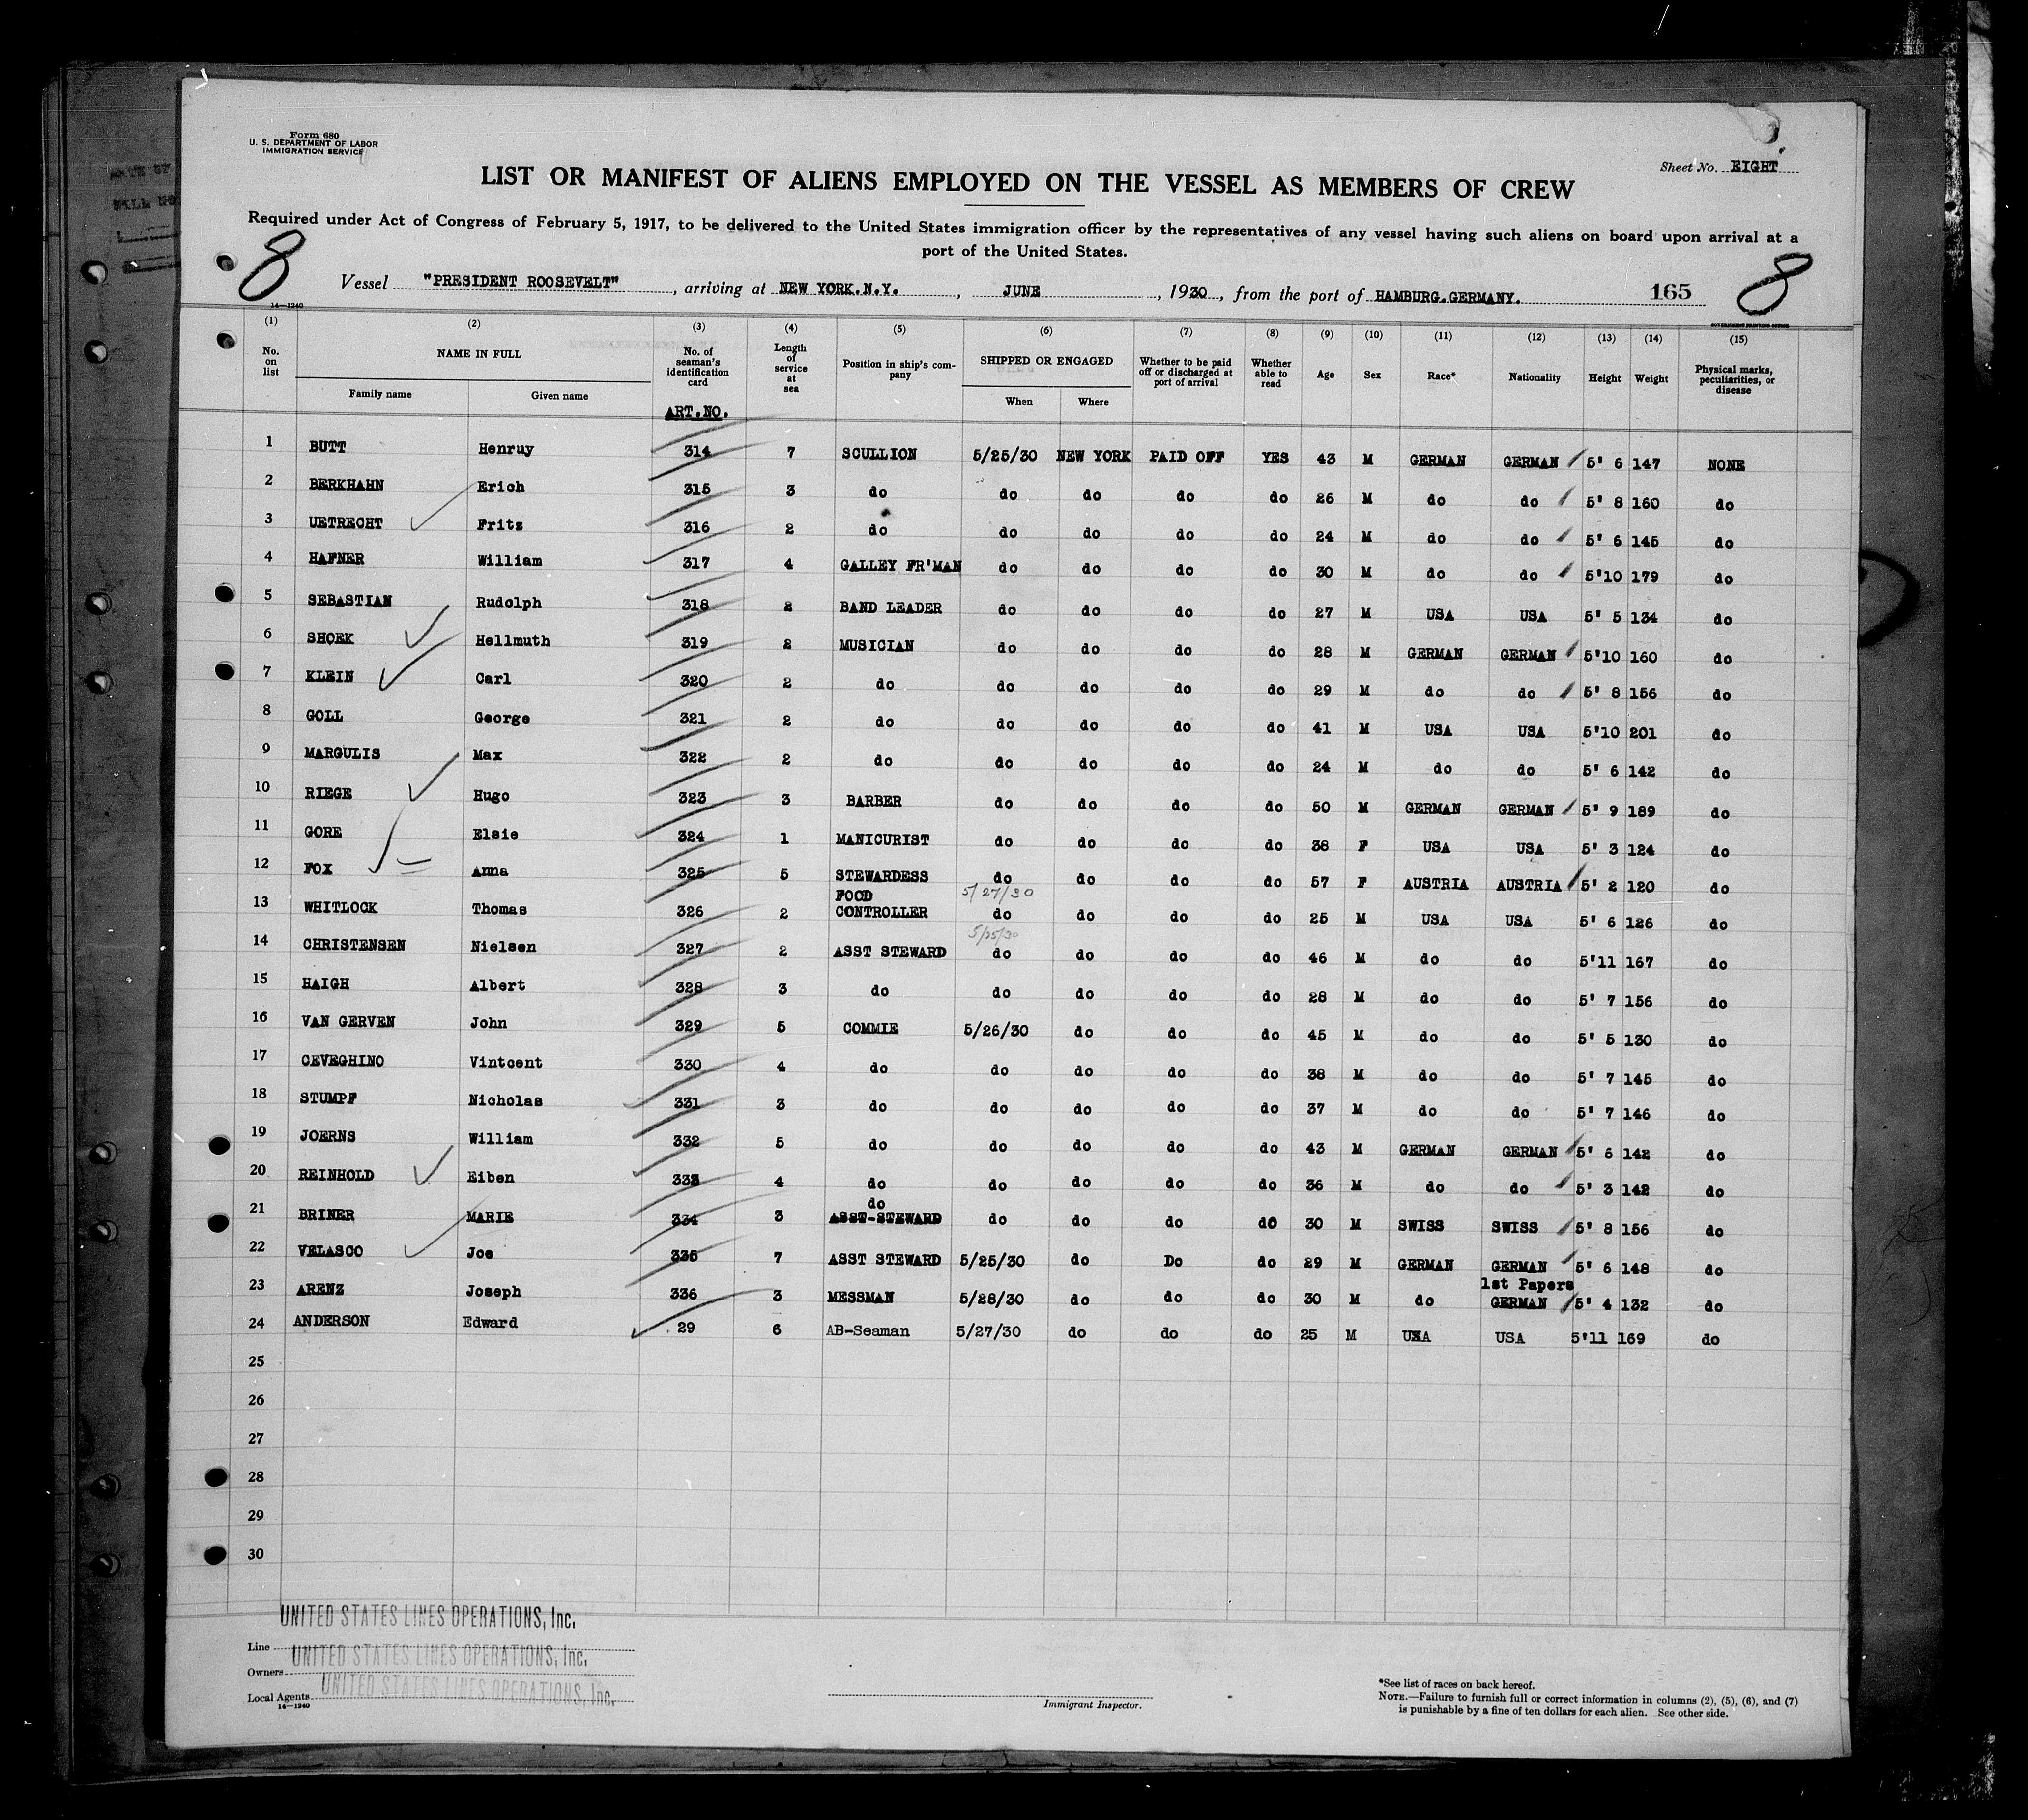 Form 680
U. S. DEPARTMENT OF LABOR
IMMIGRATION SERVICE
Sheet No. EIGHT
LIST OR MANIFEST OF ALIENS EMPLOYED ON THE VESSEL AS MEMBERS OF CREW
Required under Act of Congress of February 5, 1917, to be delivered to the United States immigration officer by the representatives of any vessel having such aliens on board upon arrival at a
port of the United States.
8 8
Vessel "PRESIDENT ROOSEVELT", arriving at NEW YORK.N.Y., JUNE, 1930, from the port of HAMBURG.GERMANY. 165
14—1240
GOVERNMENT PRINTING OFFICE
(1) (2) (3) (4) (5) (6) (7) (8) (9) (10) (11) (12) (13) (14) (15)
No. on list NAME IN FULL Family name Given name No. of seaman's identification card Length of service at sea Position in ship's company SHIPPED OR ENGAGED When Where Whether to be paid off or discharged at port of arrival Whether able to read Age Sex Race* Nationality Height Weight Physical marks, peculiarities, or disease
ART.NO.
1 BUTT Henruy 314 7 SCULLION 5/25/30 NEW YORK PAID OFF YES 43 M GERMAN GERMAN 5' 6 147 NONE
2 BERKHAHN Erich 315 3 do do do do do 26 M do do 5' 8 160 do
3 UETRECHT Fritz 316 2 do do do do do 24 M do do 5' 6 145 do
4 HAFNER William 317 4 GALLEY FR'MAN do do do do 30 M do do 5'10 179 do
5 SEBASTIAN Rudolph 318 2 BAND LEADER do do do do 27 M USA USA 5' 5 134 do
6 SHOEK Hellmuth 319 2 MUSICIAN do do do do 28 M GERMAN GERMAN 5'10 160 do
7 KLEIN Carl 320 2 do do do do do 29 M do do 5' 8 156 do
8 GOLL George 321 2 do do do do do 41 M USA USA 5'10 201 do
9 MARGULIS Max 322 2 do do do do do 24 M do do 5' 6 142 do
10 RIEGE Hugo 323 3 BARBER do do do do 50 M GERMAN GERMAN 5' 9 189 do
11 GORE Elsie 324 1 MANICURIST do do do do 38 F USA USA 5' 3 124 do
12 FOX Anna 325 5 STEWARDESS do do do do 57 F AUSTRIA AUSTRIA 5' 2 120 do
FOOD 5/27/30
13 WHITLOCK Thomas 326 2 CONTROLLER do do do do 25 M USA USA 5' 6 126 do
5/25/30
14 CHRISTENSEN Nielsen 327 2 ASST STEWARD do do do do 46 M do do 5'11 167 do
15 HAIGH Albert 328 3 do do do do do 28 M do do 5' 7 156 do
16 VAN GERVEN John 329 5 COMMIE 5/26/30 do do do 45 M do do 5' 5 130 do
17 CEVEGHINO Vintcent 330 4 do do do do do 38 M do do 5' 7 145 do
18 STUMPF Nicholas 331 3 do do do do do 37 M do do 5' 7 146 do
19 JOERNS William 332 5 do do do do do 43 M GERMAN GERMAN 5' 6 142 do
20 REINHOLD Eiben 333 4 do do do do do 36 M do do 5' 3 142 do
do
21 BRINER MARIE 334 3 ASST-STEWARD do do do do 30 M SWISS SWISS 5' 8 156 do
22 VELASCO Joe 335 7 ASST STEWARD 5/25/30 do Do do 29 M GERMAN GERMAN 5' 6 148 do
1st Papers
23 ARENZ Joseph 336 3 MESSMAN 5/28/30 do do do 30 M do GERMAN 5' 4 132 do
24 ANDERSON Edward 29 6 AB-Seaman 5/27/30 do do do 25 M USA USA 5'11 169 do
25
26
27
28
29
30
UNITED STATES LINES OPERATIONS, Inc.
Line UNITED STATES LINES OPERATIONS, Inc.
Owners
Local Agents UNITED STATES LINES OPERATIONS, Inc.
14—1240
Immigrant Inspector.
*See list of races on back hereof.
NOTE.—Failure to furnish full or correct information in columns (2), (5), (6), and (7)
is punishable by a fine of ten dollars for each alien. See other side.